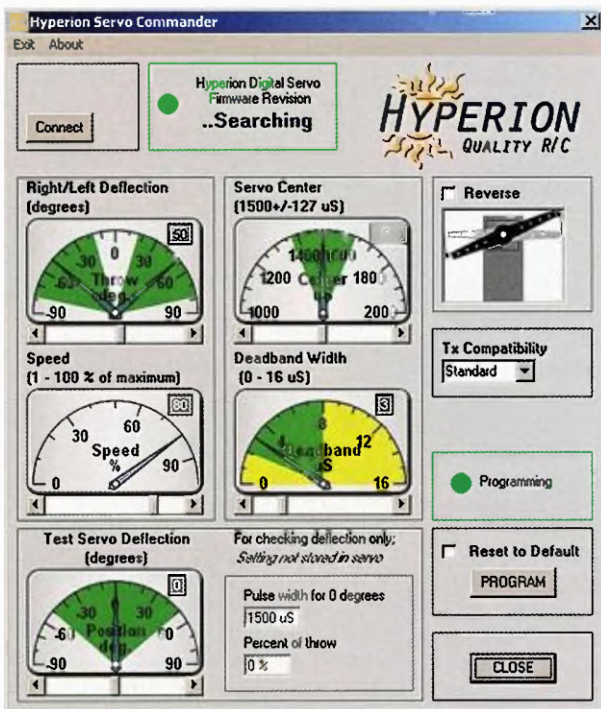 Hyperion Servo Commander
Exit About
Connect
Hyperion Digital Servo
Firmware Revision
..Searching
HYPERION
QUALITY R/C
Right/Left Deflection
(degrees)
50
-90 -60 -30 0 30 60 90
Throw
deg.
Servo Center
(1500+/-127 uS)
1000 1200 1400 1600 1800 200
Center
Reverse
Speed
(1 - 100 % of maximum)
80
0 30 60 90
Speed
%
Deadband Width
(0 - 16 uS)
3
0 4 8 12 16
Deadband
uS
Tx Compatibility
Standard
Programming
Test Servo Deflection
(degrees)
0
-90 -60 -30 30 60 90
Position
deg.
For checking deflection only;
Setting not stored in servo
Pulse width for 0 degrees
1500 uS
Percent of throw
0 %
Reset to Default
PROGRAM
CLOSE